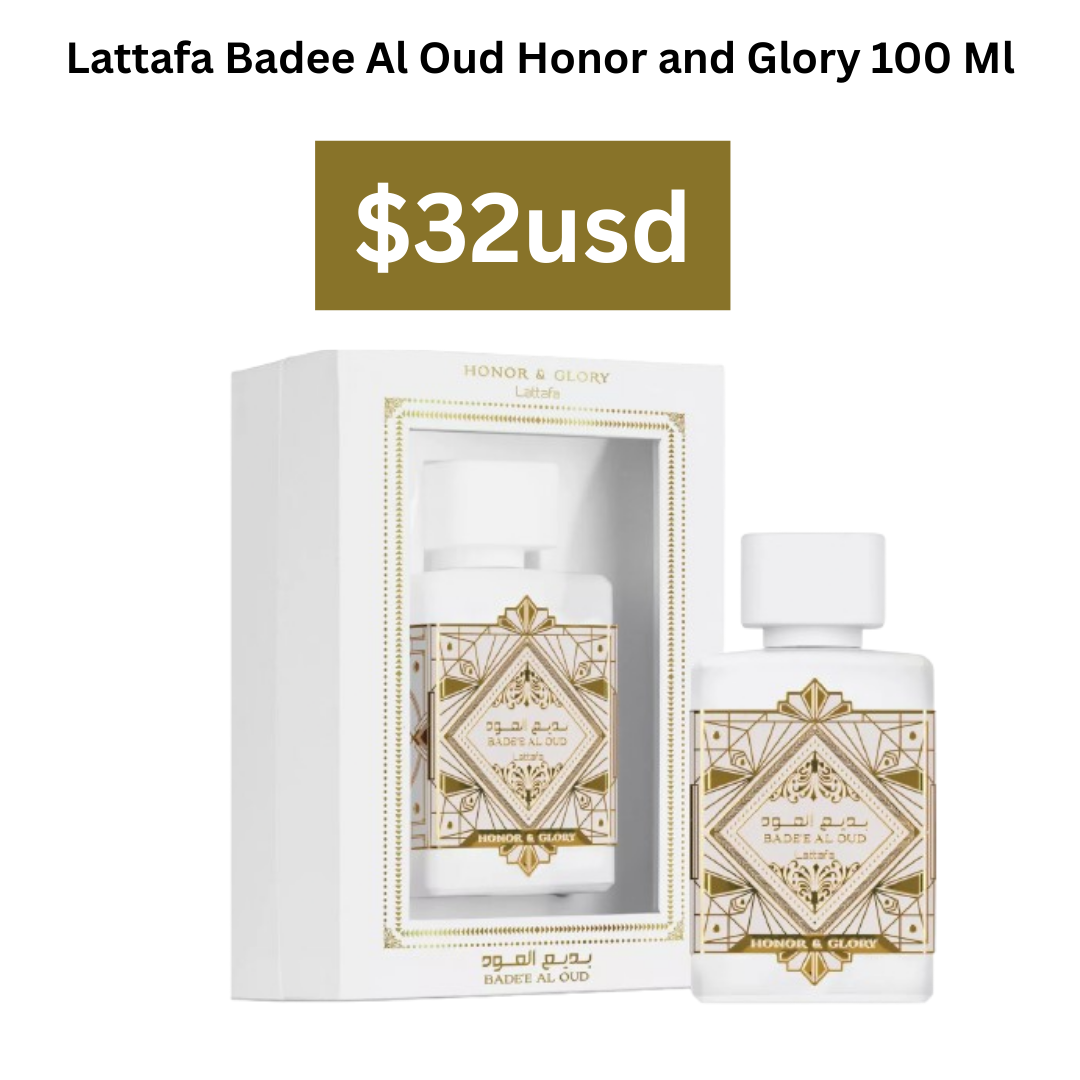 Lattafa Badee Al Oud Honor and Glory 100 Ml
$32usd
HONOR & GLORY
Lattafa
بديع العود
BADE'E AL OUD
Lattafa
HONOR & GLORY
بديع العود
BADE'E AL OUD
بديع العود
BADE'E AL OUD
Lattafa
HONOR & GLORY